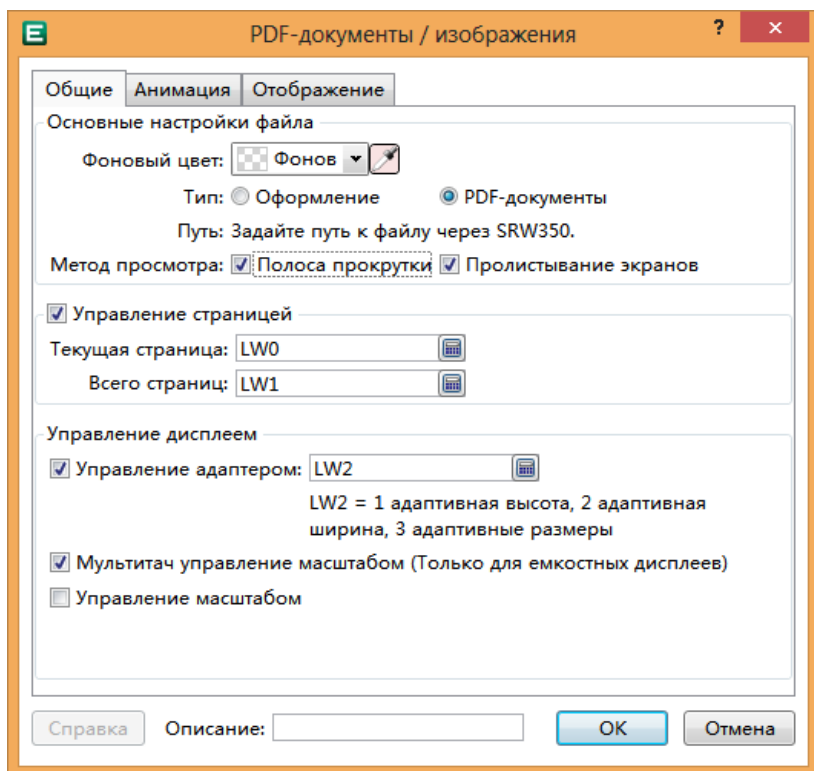 PDF-документы / изображения ? ×
Общие Анимация Отображение
Основные настройки файла
Фоновый цвет: Фонов
Тип: Оформление PDF-документы
Путь: Задайте путь к файлу через SRW350.
Метод просмотра: Полоса прокрутки Пролистывание экранов
Управление страницей
Текущая страница: LW0
Всего страниц: LW1
Управление дисплеем
Управление адаптером: LW2
LW2 = 1 адаптивная высота, 2 адаптивная
ширина, 3 адаптивные размеры
Мультитач управление масштабом (Только для емкостных дисплеев)
Управление масштабом
Справка Описание: OK Отмена